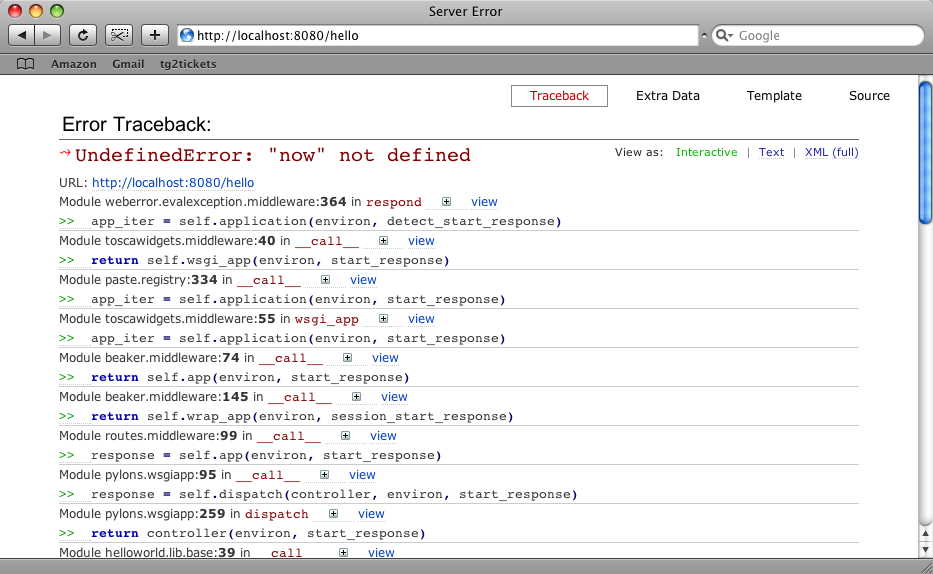 Server Error
http://localhost:8080/hello
Google
Amazon Gmail tg2tickets
Traceback Extra Data Template Source
Error Traceback:
⇝UndefinedError: "now" not defined
View as: Interactive | Text | XML (full)
URL: http://localhost:8080/hello
Module weberror.evalexception.middleware:364 in respond view
>> app_iter = self.application(environ, detect_start_response)
Module toscawidgets.middleware:40 in __call__ view
>> return self.wsgi_app(environ, start_response)
Module paste.registry:334 in __call__ view
>> app_iter = self.application(environ, start_response)
Module toscawidgets.middleware:55 in wsgi_app view
>> app_iter = self.application(environ, start_response)
Module beaker.middleware:74 in __call__ view
>> return self.app(environ, start_response)
Module beaker.middleware:145 in __call__ view
>> return self.wrap_app(environ, session_start_response)
Module routes.middleware:99 in __call__ view
>> response = self.app(environ, start_response)
Module pylons.wsgiapp:95 in __call__ view
>> response = self.dispatch(controller, environ, start_response)
Module pylons.wsgiapp:259 in dispatch view
>> return controller(environ, start_response)
Module helloworld.lib.base:39 in __call__ view